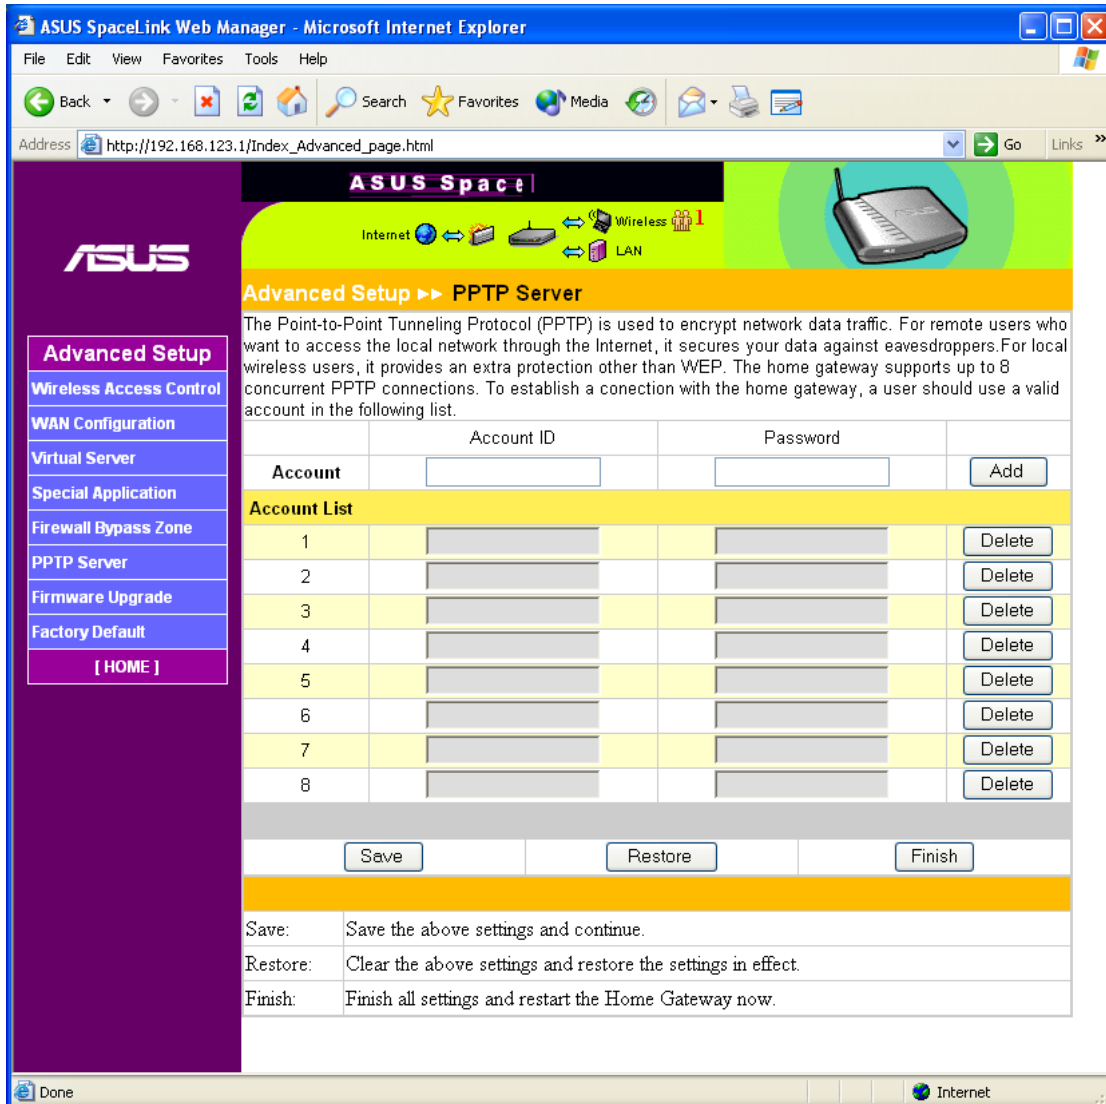 ASUS SpaceLink Web Manager - Microsoft Internet Explorer
File Edit View Favorites Tools Help
Back Search Favorites Media
Address http://192.168.123.1/Index_Advanced_page.html Go Links »
ASUS Spacel
Internet Wireless 1
LAN
ASUS
Advanced Setup ►► PPTP Server
The Point-to-Point Tunneling Protocol (PPTP) is used to encrypt network data traffic. For remote users who
want to access the local network through the Internet, it secures your data against eavesdroppers.For local
wireless users, it provides an extra protection other than WEP. The home gateway supports up to 8
concurrent PPTP connections. To establish a conection with the home gateway, a user should use a valid
account in the following list.
Advanced Setup
Wireless Access Control
WAN Configuration
Virtual Server
Special Application
Firewall Bypass Zone
PPTP Server
Firmware Upgrade
Factory Default
[ HOME ]
Account ID Password
Account Add
Account List
1 Delete
2 Delete
3 Delete
4 Delete
5 Delete
6 Delete
7 Delete
8 Delete
Save Restore Finish
Save: Save the above settings and continue.
Restore: Clear the above settings and restore the settings in effect.
Finish: Finish all settings and restart the Home Gateway now.
Done Internet